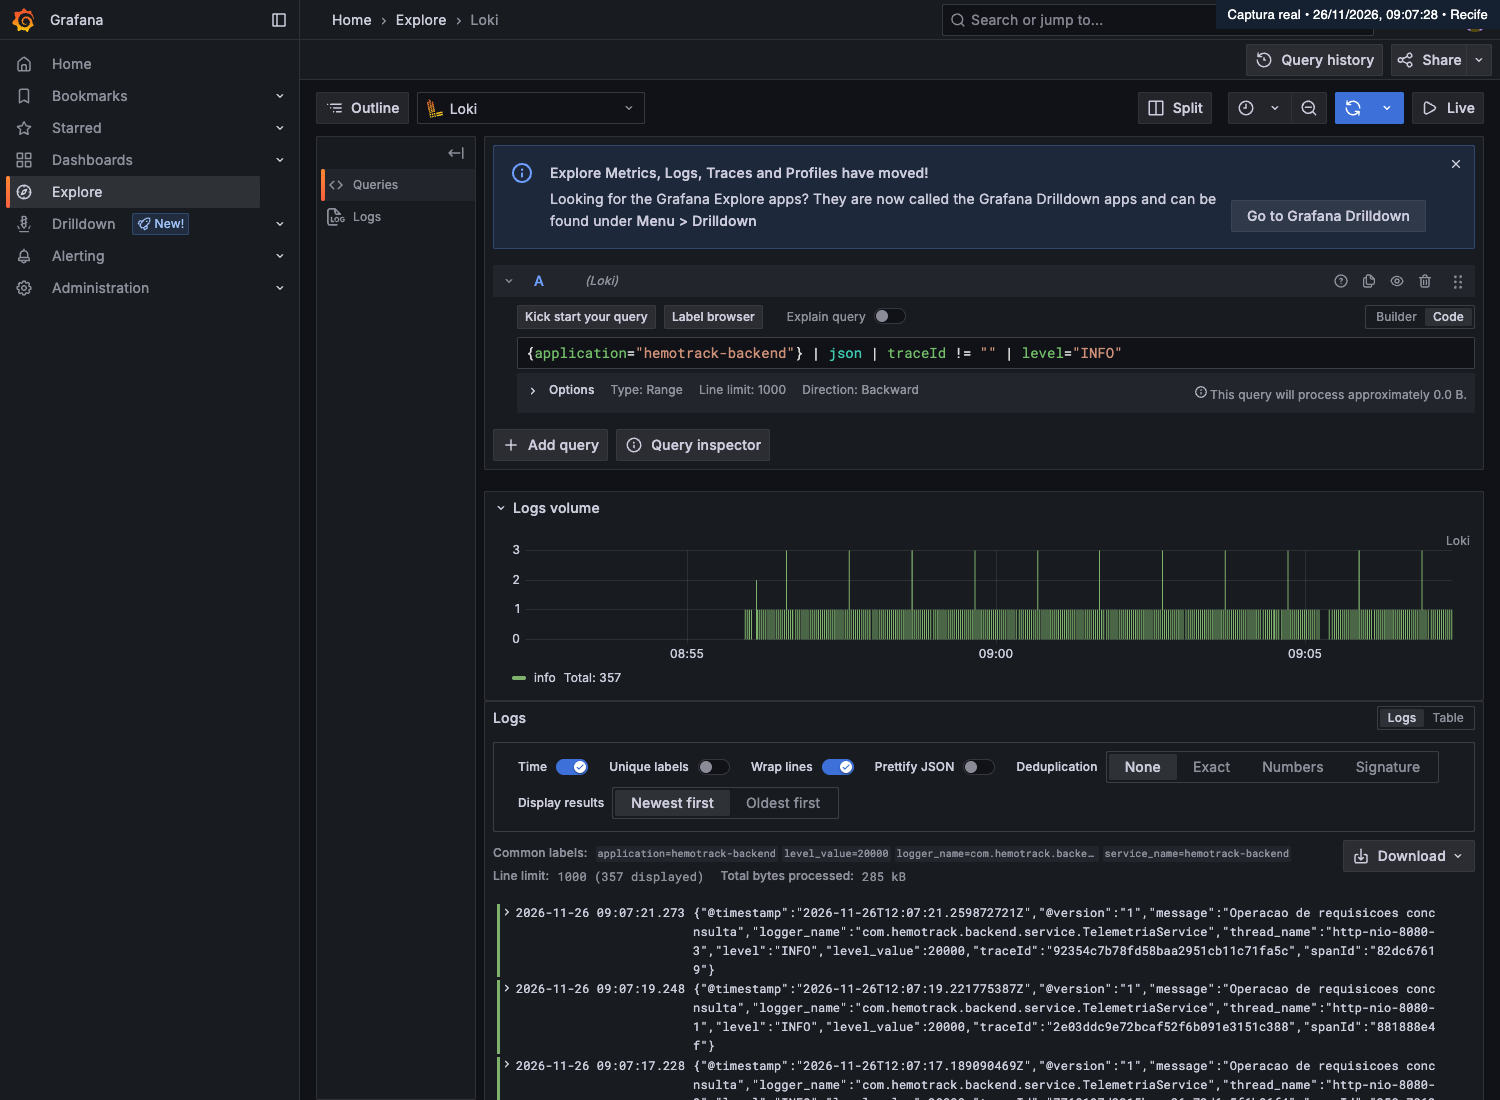 Grafana
Home › Explore › Loki
Search or jump to...
Captura real • 26/11/2026, 09:07:28 • Recife
Query history
Share
Home
Bookmarks
Starred
Dashboards
Explore
Drilldown
New!
Alerting
Administration
Outline
Loki
Split
Live
Queries
Logs
Explore Metrics, Logs, Traces and Profiles have moved!
Looking for the Grafana Explore apps? They are now called the Grafana Drilldown apps and can be
found under Menu > Drilldown
Go to Grafana Drilldown
A (Loki)
Kick start your query
Label browser
Explain query
Builder
Code
{application="hemotrack-backend"} | json | traceId != "" | level="INFO"
Options Type: Range Line limit: 1000 Direction: Backward
This query will process approximately 0.0 B.
Add query
Query inspector
Logs volume
Loki
3
2
1
0
08:55
09:00
09:05
info Total: 357
Logs
Logs
Table
Time
Unique labels
Wrap lines
Prettify JSON
Deduplication
None
Exact
Numbers
Signature
Display results
Newest first
Oldest first
Common labels: application=hemotrack-backend level_value=20000 logger_name=com.hemotrack.backe… service_name=hemotrack-backend
Download
Line limit: 1000 (357 displayed) Total bytes processed: 285 kB
2026-11-26 09:07:21.273 {"@timestamp":"2026-11-26T12:07:21.259872721Z","@version":"1","message":"Operacao de requisicoes conc
nsulta","logger_name":"com.hemotrack.backend.service.TelemetriaService","thread_name":"http-nio-8080-
3","level":"INFO","level_value":20000,"traceId":"92354c7b78fd58baa2951cb11c71fa5c","spanId":"82dc6761
9"}
2026-11-26 09:07:19.248 {"@timestamp":"2026-11-26T12:07:19.221775387Z","@version":"1","message":"Operacao de requisicoes conc
nsulta","logger_name":"com.hemotrack.backend.service.TelemetriaService","thread_name":"http-nio-8080-
1","level":"INFO","level_value":20000,"traceId":"2e03ddc9e72bcaf52f6b091e3151c388","spanId":"881888e4
f"}
2026-11-26 09:07:17.228 {"@timestamp":"2026-11-26T12:07:17.189090469Z","@version":"1","message":"Operacao de requisicoes conc
nsulta","logger_name":"com.hemotrack.backend.service.TelemetriaService","thread_name":"http-nio-8080-